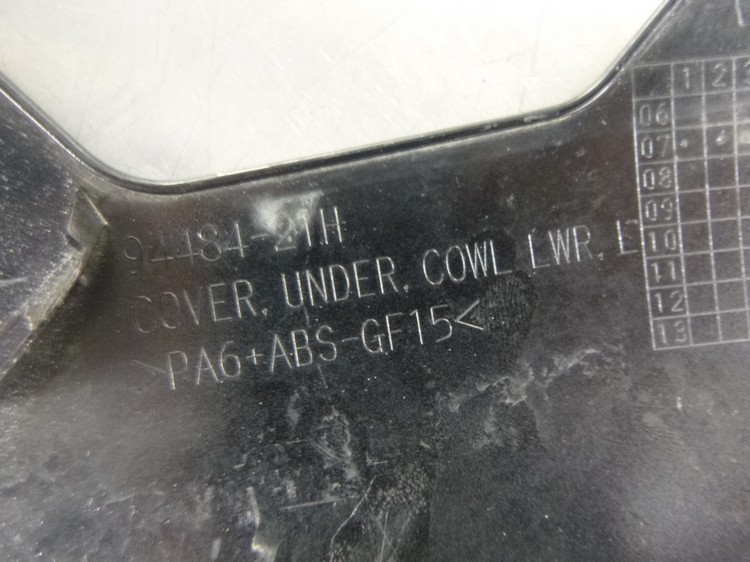 94484-21H
COVER, UNDER, COWL LWR, L
>PA6+ABS-GF15<
1 2 3
06
07
08
09
10
11
12
13